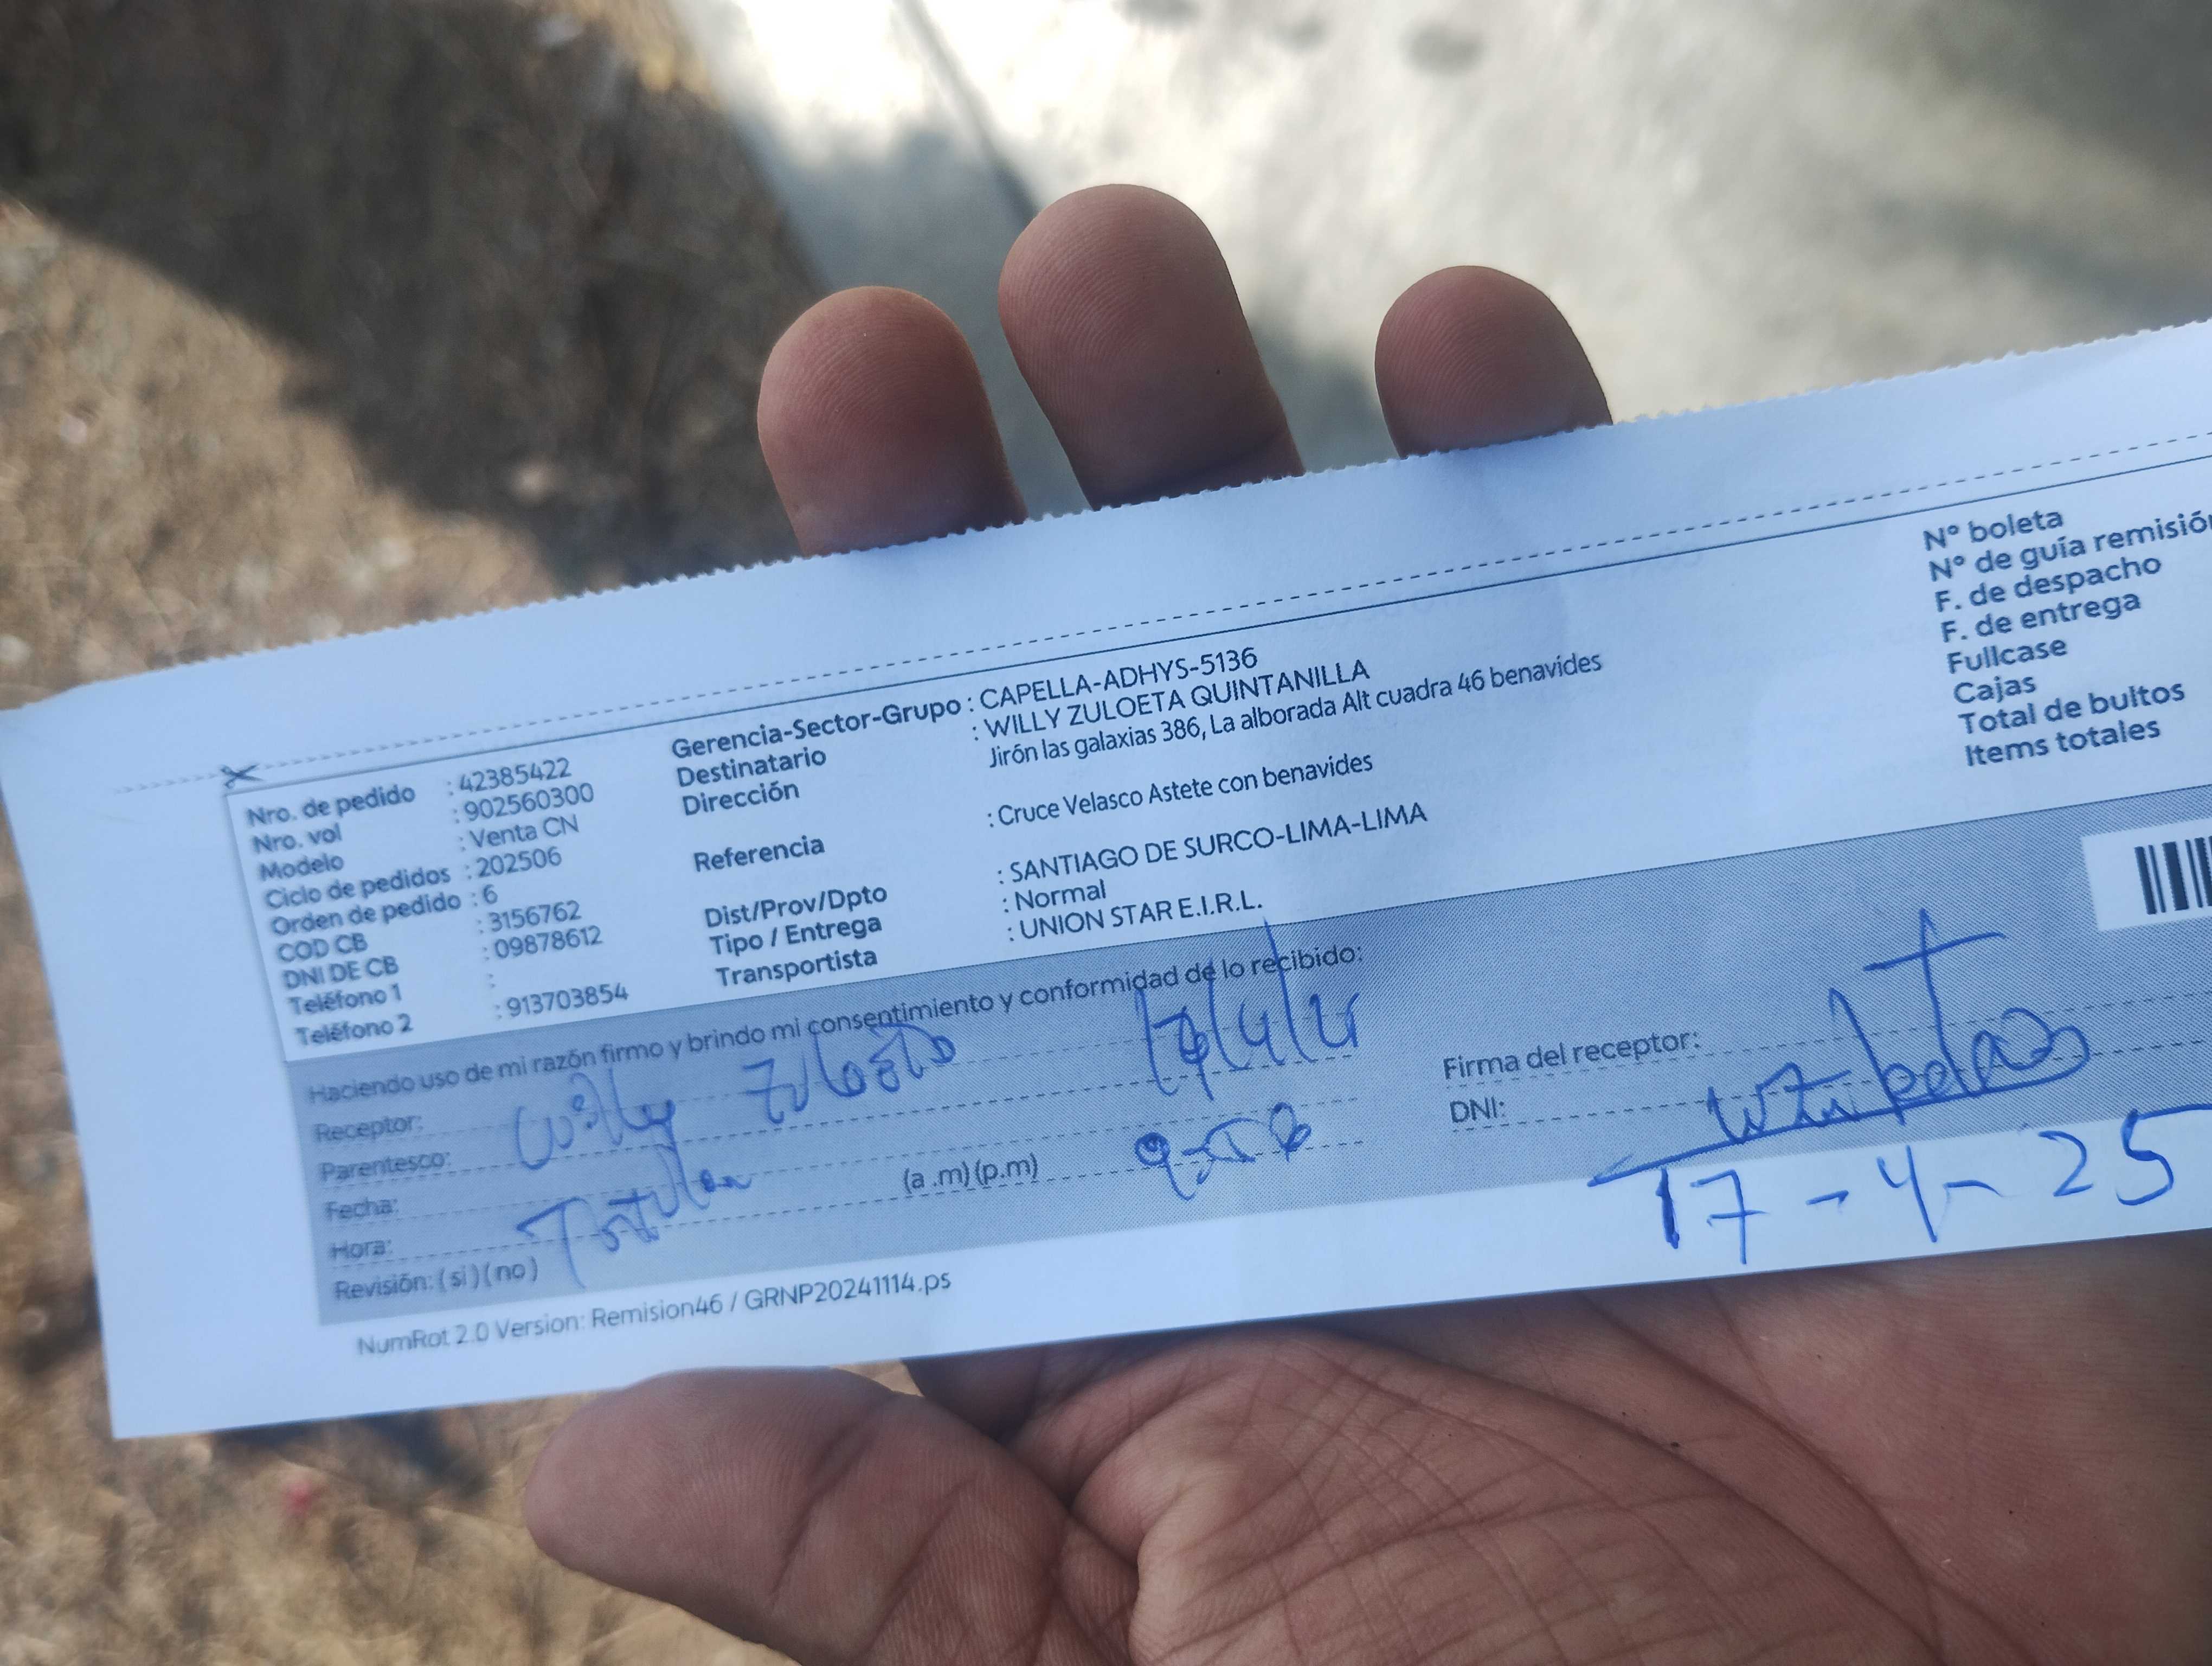 Nro. de pedido : 42385422
Nro. vol : 902560300
Modelo : Venta CN
Ciclo de pedidos : 202506
Orden de pedido : 6
COD CB : 3156762
DNI DE CB : 09878612
Teléfono 1 :
Teléfono 2 : 913703854
Gerencia-Sector-Grupo : CAPELLA-ADHYS-5136
Destinatario : WILLY ZULOETA QUINTANILLA
Dirección Jirón las galaxias 386, La alborada Alt cuadra 46 benavides
Referencia : Cruce Velasco Astete con benavides
Dist/Prov/Dpto : SANTIAGO DE SURCO-LIMA-LIMA
Tipo / Entrega : Normal
Transportista : UNION STAR E.I.R.L.
N° boleta
N° de guía remisión
F. de despacho
F. de entrega
Fullcase
Cajas
Total de bultos
Items totales
Haciendo uso de mi razón firmo y brindo mi consentimiento y conformidad de lo recibido:
Receptor: Willy Zuloeta
Parentesco: Titular
Fecha:
Hora: (a .m) (p.m)
Revisión: ( si ) ( no )
Firma del receptor:
DNI:
17-4-25
NumRot 2.0 Version: Remision46 / GRNP20241114.ps